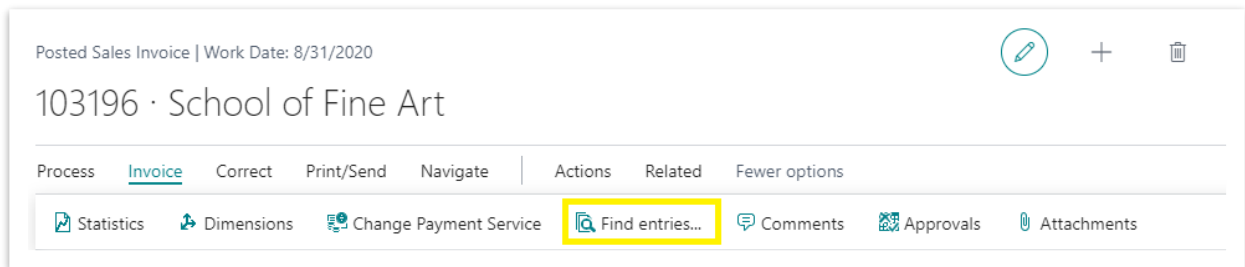 Posted Sales Invoice | Work Date: 8/31/2020
103196 · School of Fine Art
Process Invoice Correct Print/Send Navigate Actions Related Fewer options
Statistics Dimensions Change Payment Service Find entries... Comments Approvals Attachments